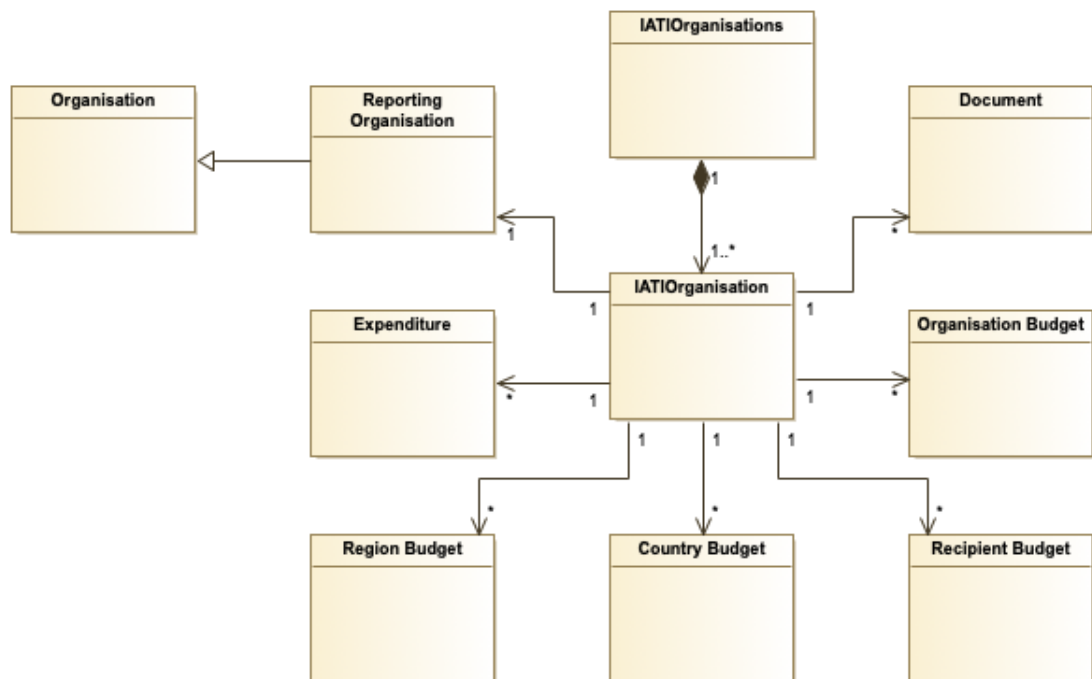 IATIOrganisations
Organisation
Reporting
Organisation
Document
1
1
*
1..*
IATIOrganisation
1
1
Expenditure
Organisation Budget
*
1
1
*
1
1
1
*
*
*
Region Budget
Country Budget
Recipient Budget